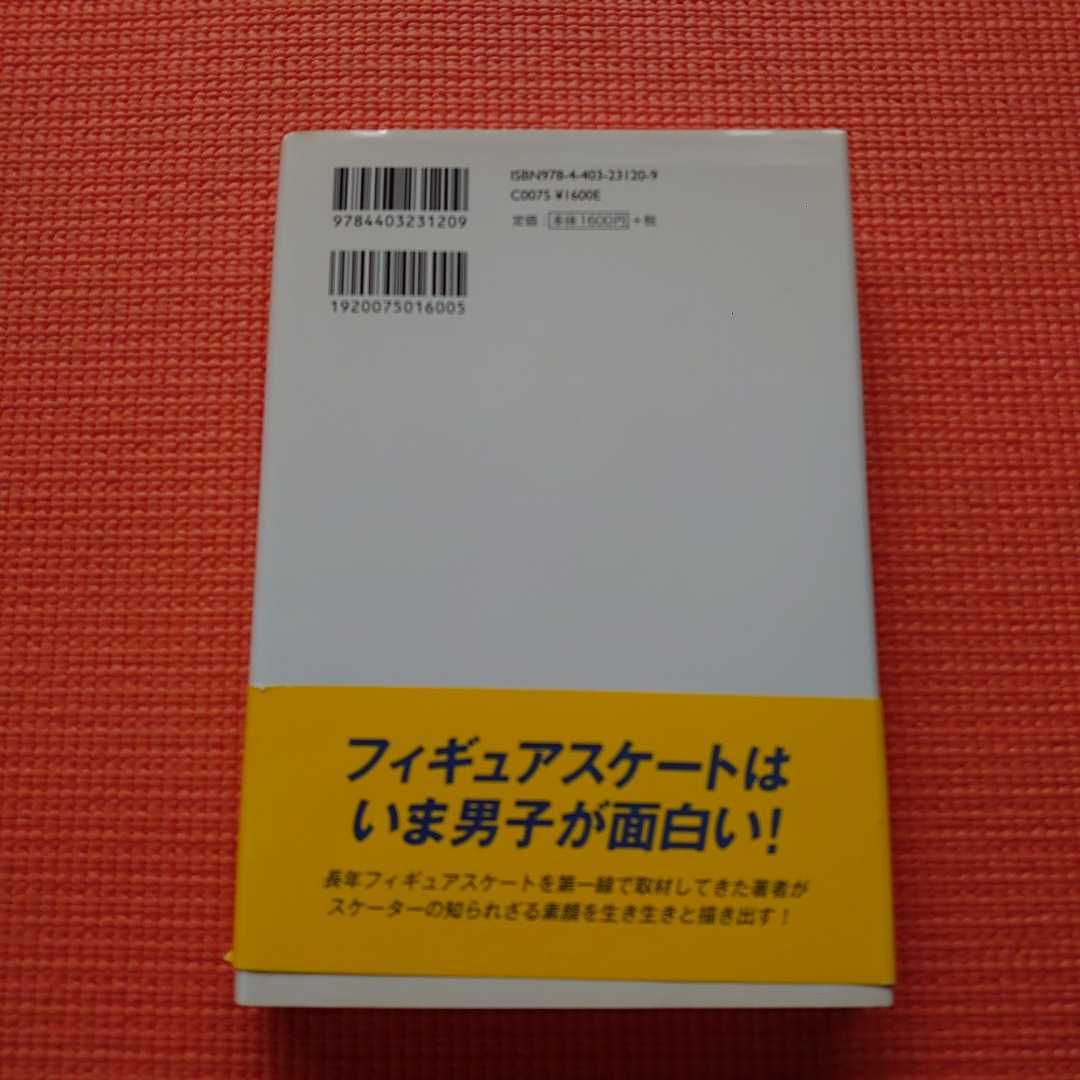 ISBN978-4-403-23120-9
C0075 ¥1600E
定価：本体1600円＋税
9784403231209
1920075016005
フィギュアスケートは
いま男子が面白い！
長年フィギュアスケートを第一線で取材してきた著者が
スケーターの知られざる素顔を生き生きと描き出す！